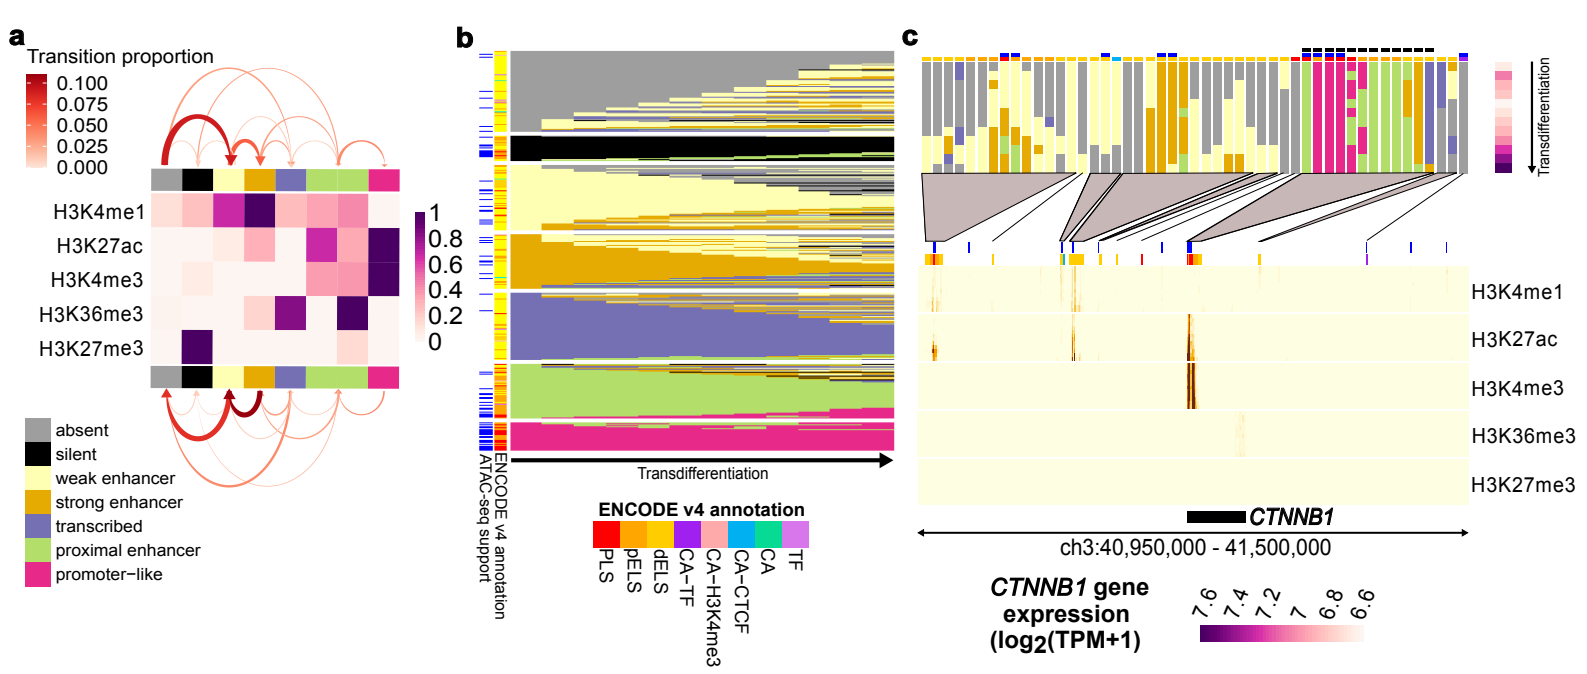 a
Transition proportion
0.100
0.075
0.050
0.025
0.000
H3K4me1
H3K27ac
H3K4me3
H3K36me3
H3K27me3
1
0.8
0.6
0.4
0.2
0
absent
silent
weak enhancer
strong enhancer
transcribed
proximal enhancer
promoter−like
b
ENCODE v4 annotation
ATAC-seq support
Transdifferentiation
ENCODE v4 annotation
PLS
pELS
dELS
CA−TF
CA−H3K4me3
CA−CTCF
CA
TF
c
Transdifferentiation
H3K4me1
H3K27ac
H3K4me3
H3K36me3
H3K27me3
CTNNB1
ch3:40,950,000 - 41,500,000
CTNNB1 gene
expression
(log2(TPM+1)
7.6
7.4
7.2
7
6.8
6.6